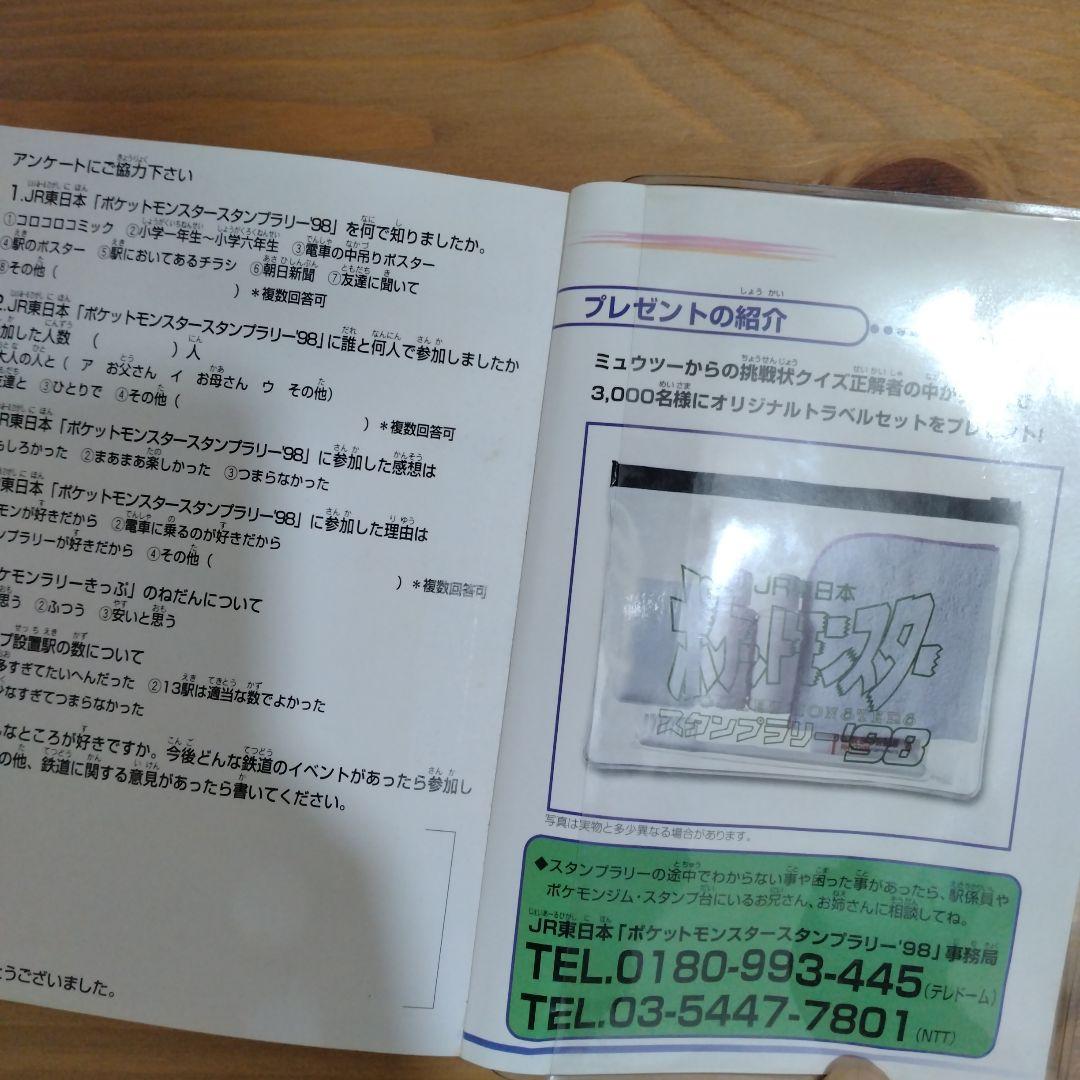 アンケートにご協力下さい
1.JR東日本「ポケットモンスタースタンプラリー'98」を何で知りましたか。
①コロコロコミック ②小学一年生～小学六年生 ③電車の中吊りポスター
④駅のポスター ⑤駅においてあるチラシ ⑥朝日新聞 ⑦友達に聞いて
⑧その他（ ）＊複数回答可
2.JR東日本「ポケットモンスタースタンプラリー'98」に誰と何人で参加しましたか
加した人数 （ ）人
大人の人と（ ア お父さん イ お母さん ウ その他）
友達と ③ひとりで ④その他（ ）＊複数回答可
R東日本「ポケットモンスタースタンプラリー'98」に参加した感想は
もしろかった ②まあまあ楽しかった ③つまらなかった
東日本「ポケットモンスタースタンプラリー'98」に参加した理由は
モンが好きだから ②電車に乗るのが好きだから
ンプラリーが好きだから ④その他（ ）＊複数回答可
ケモンラリーきっぷ」のねだんについて
思う ②ふつう ③安いと思う
プ設置駅の数について
多すぎてたいへんだった ②13駅は適当な数でよかった
なすぎてつまらなかった
なところが好きですか。今後どんな鉄道のイベントがあったら参加し
の他、鉄道に関する意見があったら書いてください。
とうございました。
プレゼントの紹介
ミュウツーからの挑戦状クイズ正解者の中か
3,000名様にオリジナルトラベルセットをプレゼント!
JR東日本
ポケットモンスター
POCKET MONSTERS
スタンプラリー'98
写真は実物と多少異なる場合があります。
◆スタンプラリーの途中でわからない事や困った事があったら、駅係員や
ポケモンジム・スタンプ台にいるお兄さん、お姉さんに相談してね。
JR東日本「ポケットモンスタースタンプラリー'98」事務局
TEL.0180-993-445（テレドーム）
TEL.03-5447-7801（NTT）